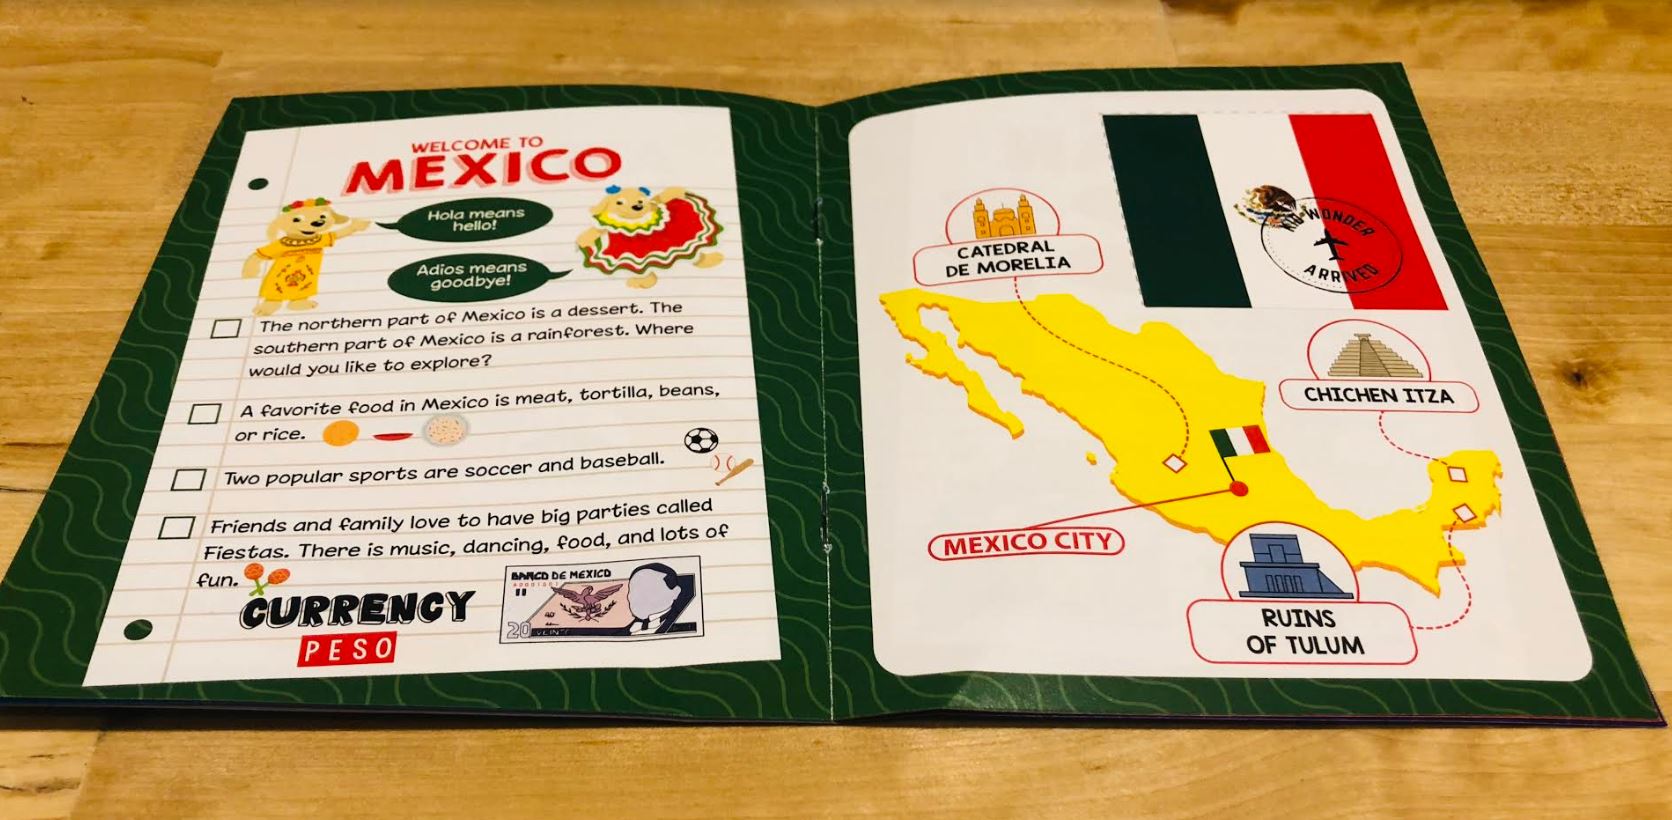 WELCOME TO
MEXICO
Hola means
hello!
Adios means
goodbye!
The northern part of Mexico is a dessert. The
southern part of Mexico is a rainforest. Where
would you like to explore?
A favorite food in Mexico is meat, tortilla, beans,
or rice.
Two popular sports are soccer and baseball.
Friends and family love to have big parties called
Fiestas. There is music, dancing, food, and lots of
fun.
CURRENCY
PESO
BANCO DE MEXICO
20
WONDER
ARRIVED
CATEDRAL
DE MORELIA
CHICHEN ITZA
MEXICO CITY
RUINS
OF TULUM